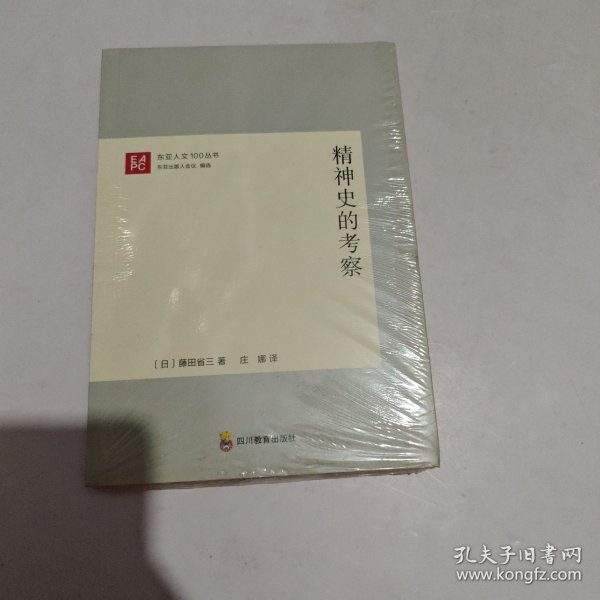 EA
PC
东亚人文100丛书
东亚出版人会议 编选
精神史的考察
〔日〕藤田省三 著 庄 娜 译
四川教育出版社
孔夫子旧书网
www.kongfz.com